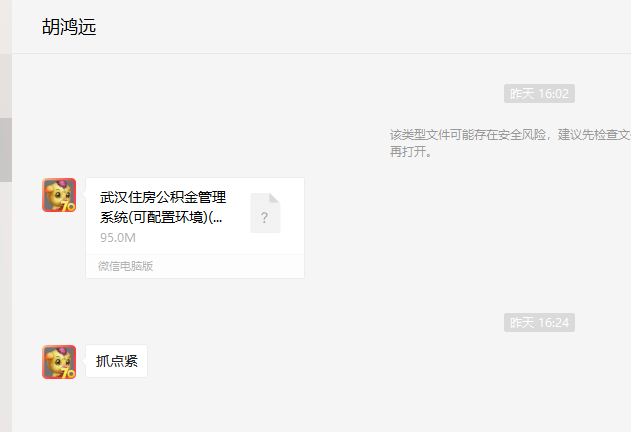 胡鸿远
昨天 16:02
该类型文件可能存在安全风险，建议先检查文
再打开。
武汉住房公积金管理
系统(可配置环境)(...
?
95.0M
微信电脑版
昨天 16:24
抓点紧